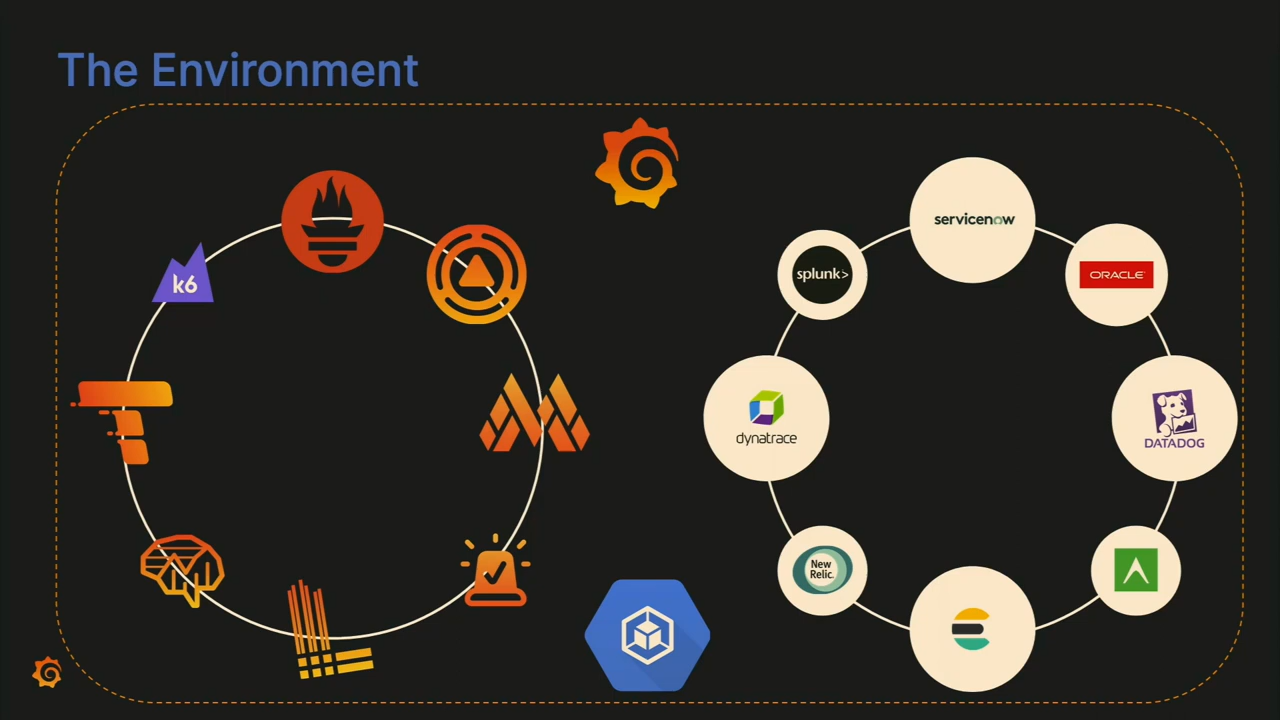 The Environment
k6
servicenow
splunk>
ORACLE
dynatrace
DATADOG
New
Relic.